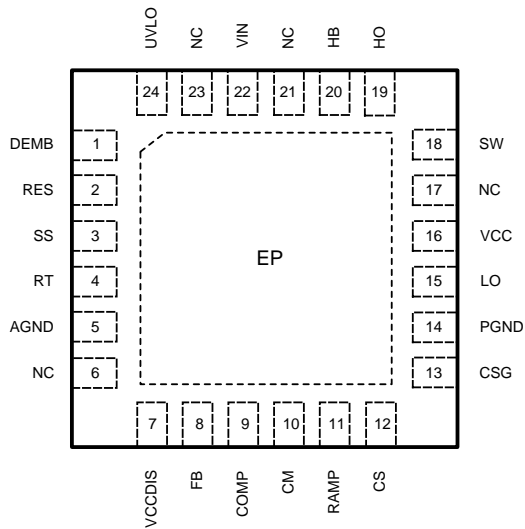 UVLO NC VIN NC HB HO
24 23 22 21 20 19
DEMB 1 18 SW
RES 2 17 NC
SS 3 16 VCC
RT 4 EP 15 LO
AGND 5 14 PGND
NC 6 13 CSG
7 8 9 10 11 12
VCCDIS FB COMP CM RAMP CS